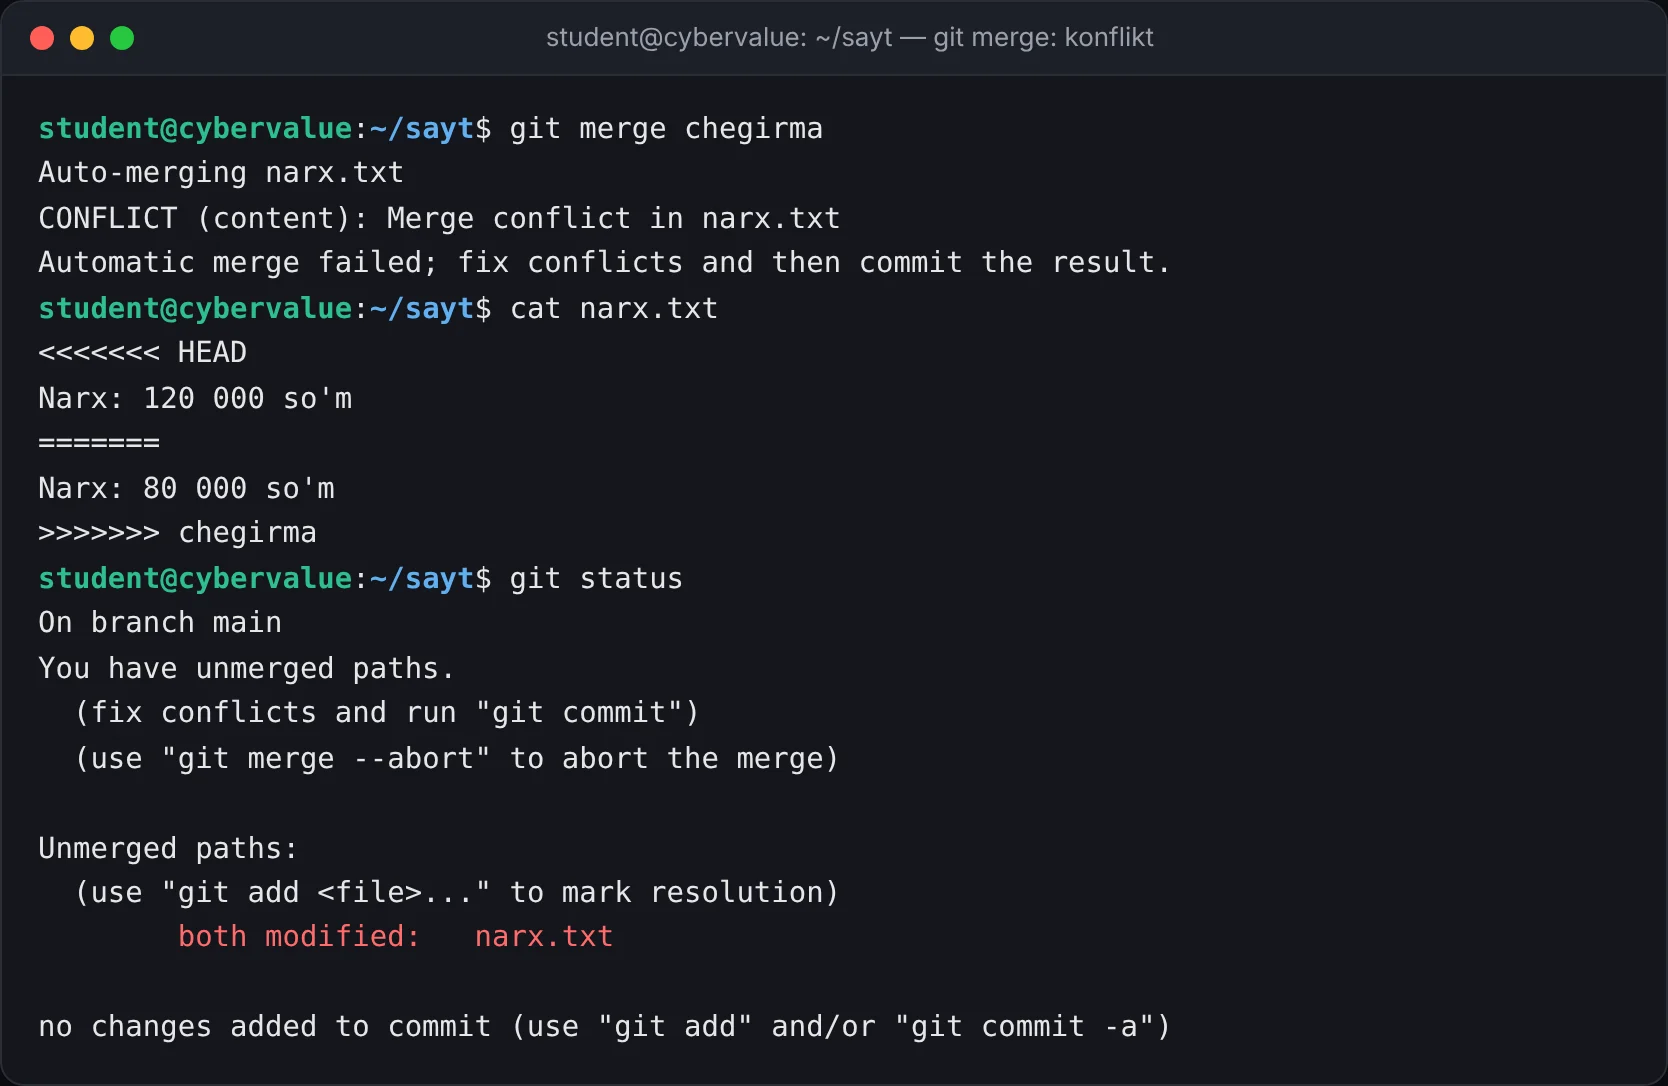 student@cybervalue: ~/sayt — git merge: konflikt
student@cybervalue:~/sayt$ git merge chegirma
Auto-merging narx.txt
CONFLICT (content): Merge conflict in narx.txt
Automatic merge failed; fix conflicts and then commit the result.
student@cybervalue:~/sayt$ cat narx.txt
<<<<<<< HEAD
Narx: 120 000 so'm
=======
Narx: 80 000 so'm
>>>>>>> chegirma
student@cybervalue:~/sayt$ git status
On branch main
You have unmerged paths.
  (fix conflicts and run "git commit")
  (use "git merge --abort" to abort the merge)

Unmerged paths:
  (use "git add <file>..." to mark resolution)
        both modified:   narx.txt

no changes added to commit (use "git add" and/or "git commit -a")